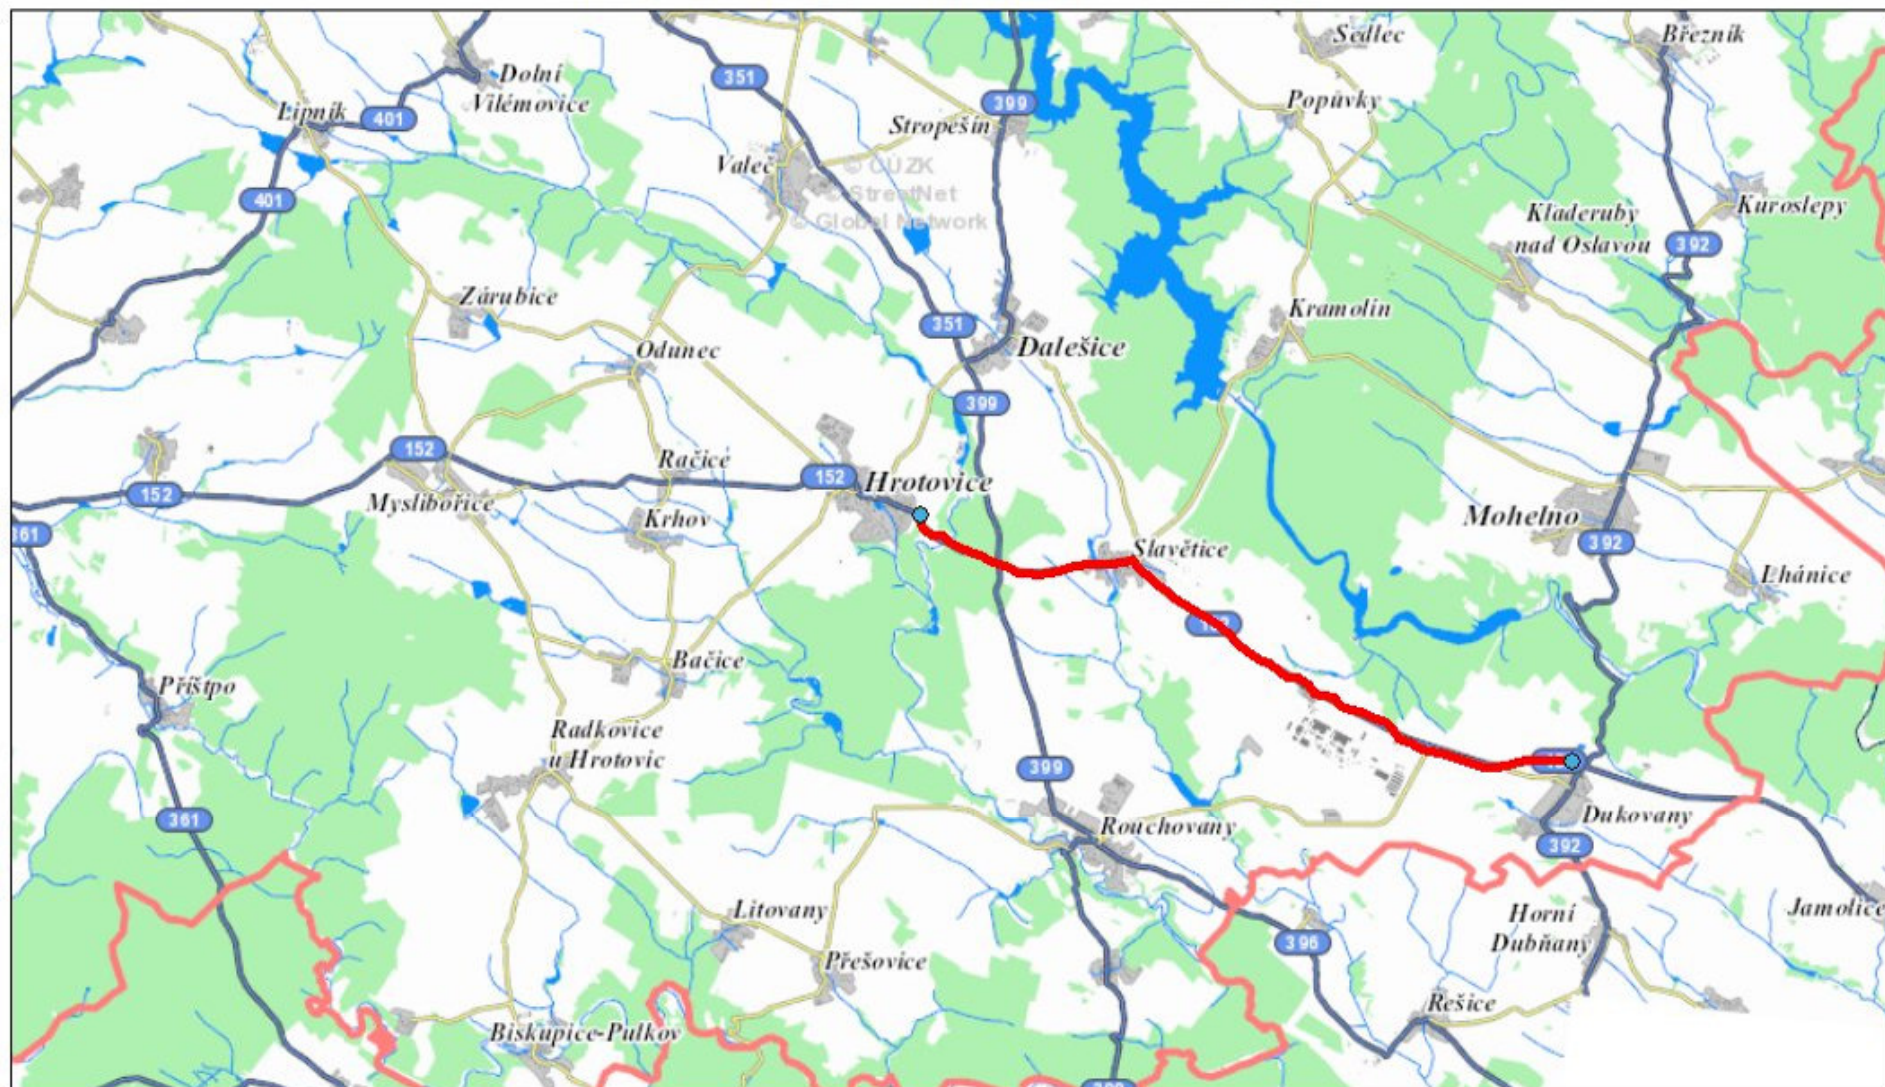 Sedlec
Březník
Dolní
Vilémovice
351
399
Popůvky
Lipník
401
Stropešín
Valeč
© ČÚZK
© StreetNet
© Global Network
401
Kuroslepy
Kladeruby
nad Oslavou
392
Zárubice
Kramolín
351
Dalešice
Odunec
399
152
Račice
152
Hrotovice
152
Myslibořice
Krhov
Mohelno
392
361
Slavětice
Lhánice
152
Bačice
Příštpo
Radkovice
u Hrotovic
399
361
Rouchovany
Dukovany
392
Litovany
Horní
Dubňany
Jamolice
396
Přešovice
Rešice
Biskupice-Pulkov